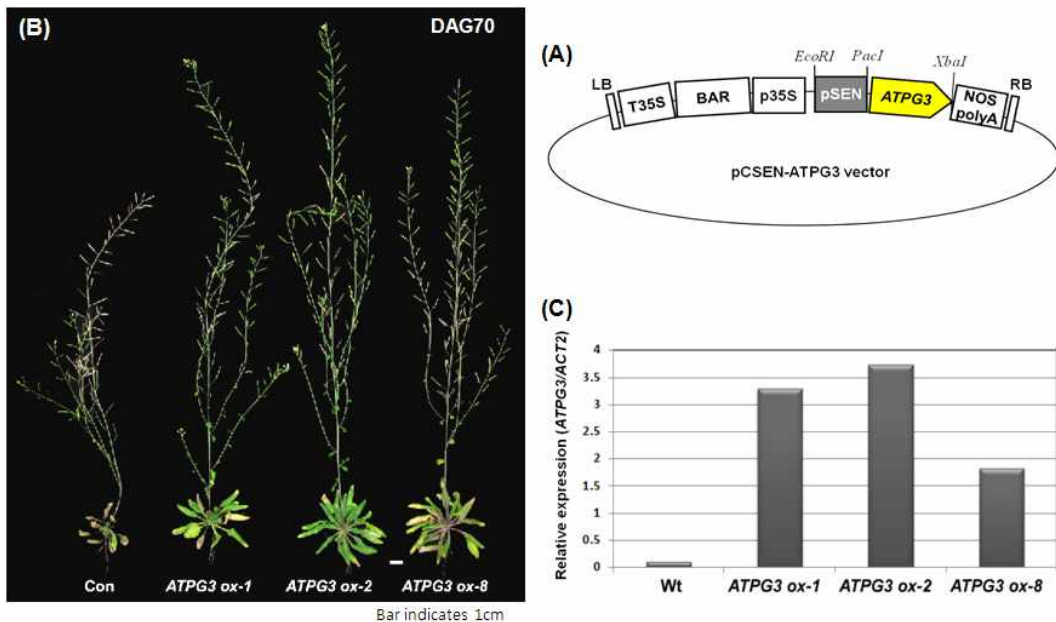 (B)
DAG70
Con
ATPG3 ox-1
ATPG3 ox-2
ATPG3 ox-8
Bar indicates 1cm
(A)
EcoRI
PacI
XbaI
LB
T35S
BAR
p35S
pSEN
ATPG3
NOS
polyA
RB
pCSEN-ATPG3 vector
(C)
Relative expression (ATPG3/ACT2)
4
3.5
3
2.5
2
1.5
1
0.5
0
Wt
ATPG3 ox-1
ATPG3 ox-2
ATPG3 ox-8